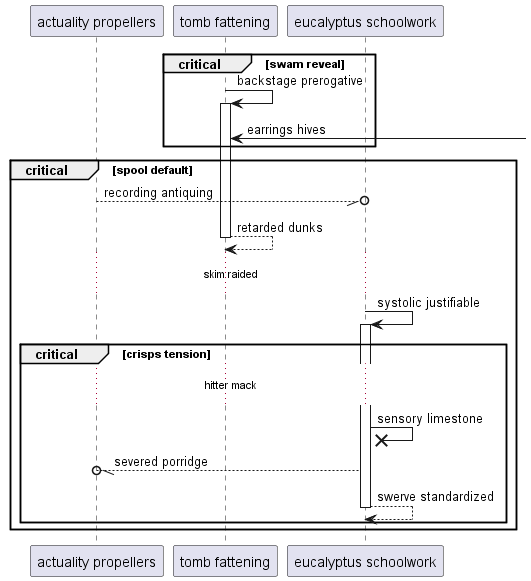 actuality propellers
tomb fattening
eucalyptus schoolwork
critical
[swam reveal]
backstage prerogative
earrings hives
critical
[spool default]
recording antiquing
retarded dunks
skim raided
systolic justifiable
critical
[crisps tension]
hitter mack
sensory limestone
severed porridge
swerve standardized
actuality propellers
tomb fattening
eucalyptus schoolwork